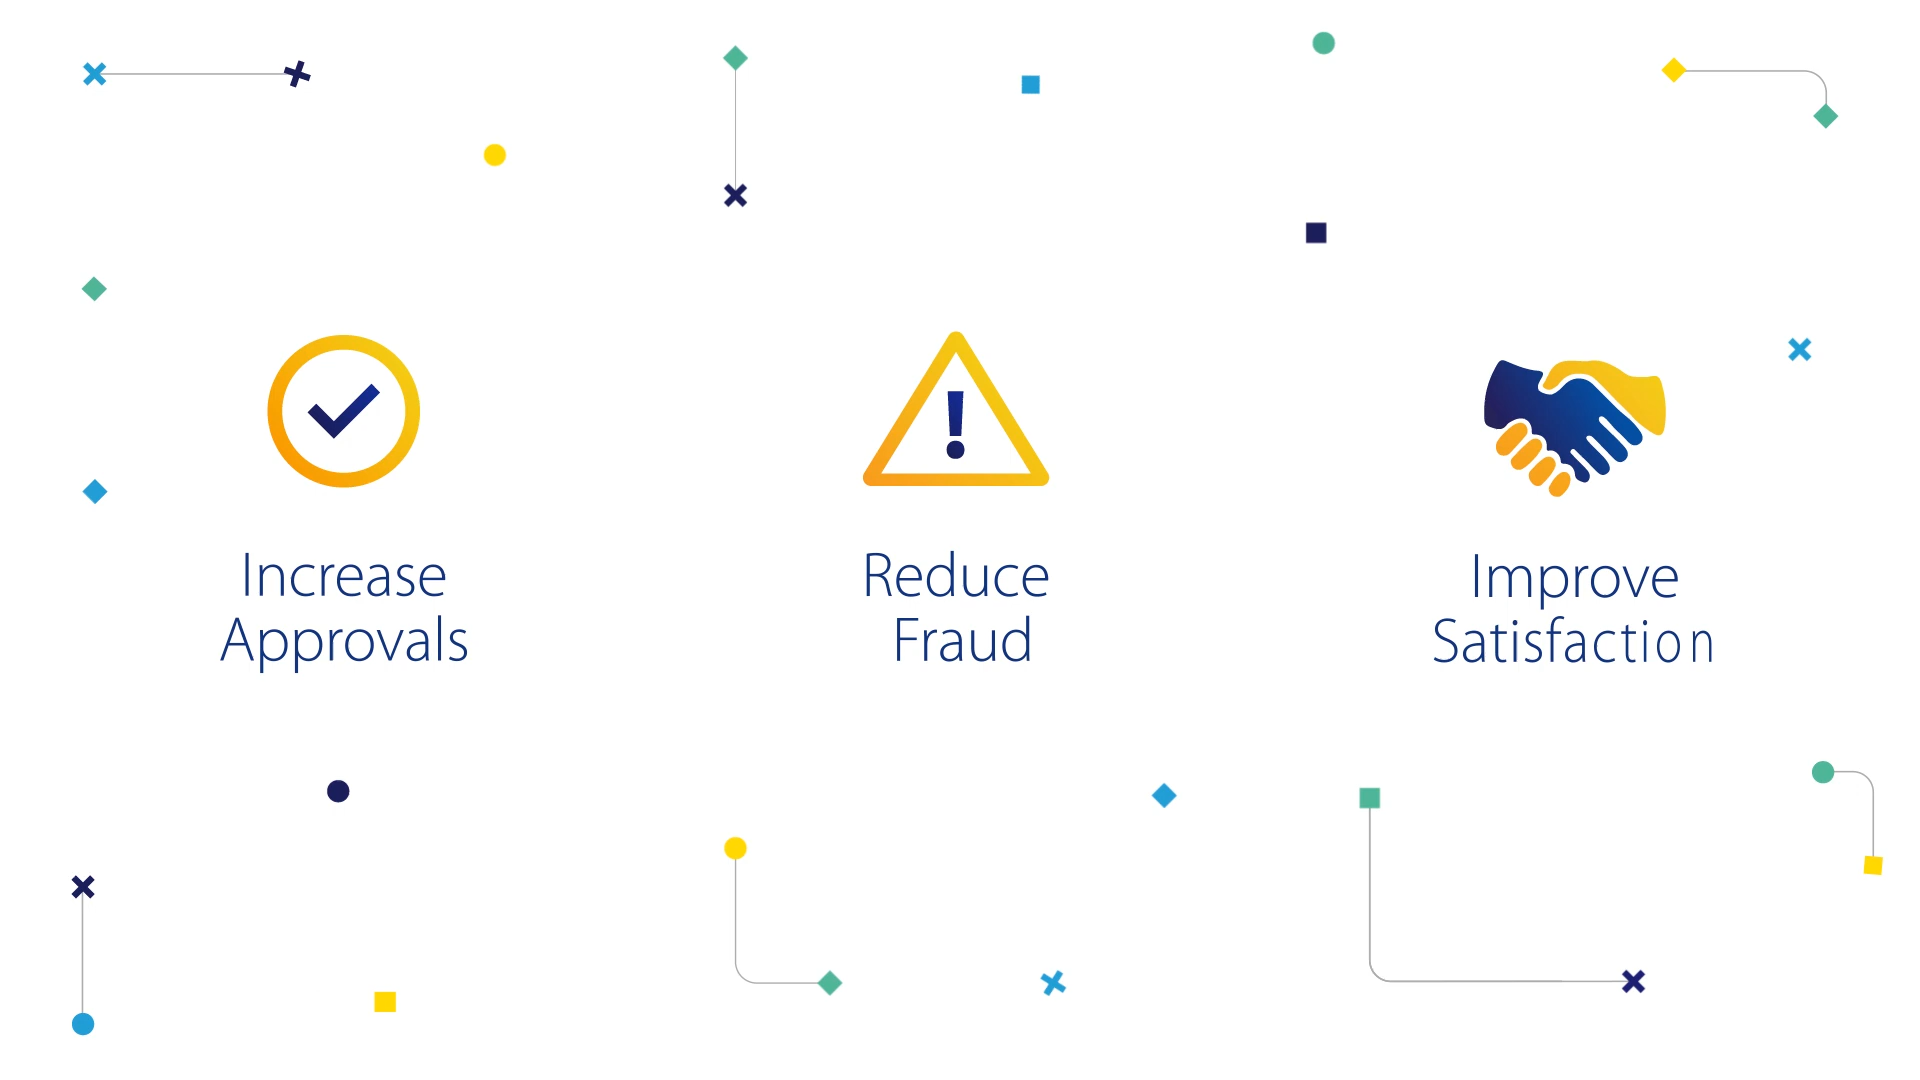 Increase
Approvals
Reduce
Fraud
Improve
Satisfaction